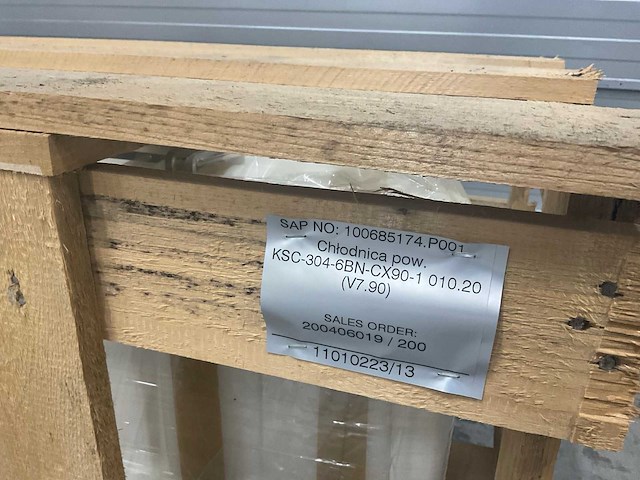 SAP NO: 100685174.P001
Chłodnica pow.
KSC-304-6BN-CX90-1 010.20
(V7.90)
SALES ORDER:
200406019 / 200
11010223/13